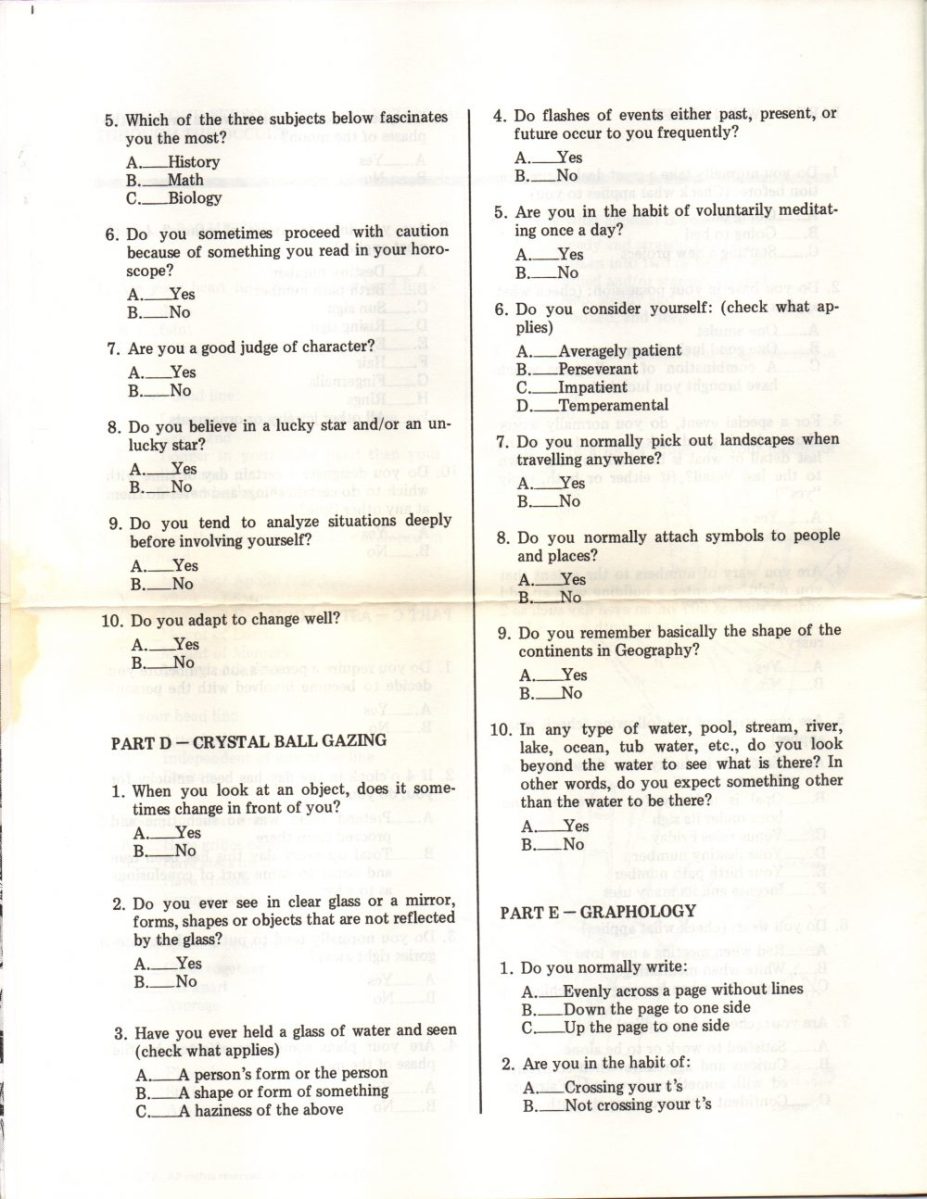 5. Which of the three subjects below fascinates
you the most?
A.___History
B.___Math
C.___Biology
6. Do you sometimes proceed with caution
because of something you read in your horo-
scope?
A.___Yes
B.___No
7. Are you a good judge of character?
A.___Yes
B.___No
8. Do you believe in a lucky star and/or an un-
lucky star?
A.___Yes
B.___No
9. Do you tend to analyze situations deeply
before involving yourself?
A.___Yes
B.___No
10. Do you adapt to change well?
A.___Yes
B.___No
PART D — CRYSTAL BALL GAZING
1. When you look at an object, does it some-
times change in front of you?
A.___Yes
B.___No
2. Do you ever see in clear glass or a mirror,
forms, shapes or objects that are not reflected
by the glass?
A.___Yes
B.___No
3. Have you ever held a glass of water and seen
(check what applies)
A.___A person's form or the person
B.___A shape or form of something
C.___A haziness of the above
4. Do flashes of events either past, present, or
future occur to you frequently?
A.___Yes
B.___No
5. Are you in the habit of voluntarily meditat-
ing once a day?
A.___Yes
B.___No
6. Do you consider yourself: (check what ap-
plies)
A.___Averagely patient
B.___Perseverant
C.___Impatient
D.___Temperamental
7. Do you normally pick out landscapes when
travelling anywhere?
A.___Yes
B.___No
8. Do you normally attach symbols to people
and places?
A.___Yes
B.___No
9. Do you remember basically the shape of the
continents in Geography?
A.___Yes
B.___No
10. In any type of water, pool, stream, river,
lake, ocean, tub water, etc., do you look
beyond the water to see what is there? In
other words, do you expect something other
than the water to be there?
A.___Yes
B.___No
PART E — GRAPHOLOGY
1. Do you normally write:
A.___Evenly across a page without lines
B.___Down the page to one side
C.___Up the page to one side
2. Are you in the habit of:
A.___Crossing your t's
B.___Not crossing your t's